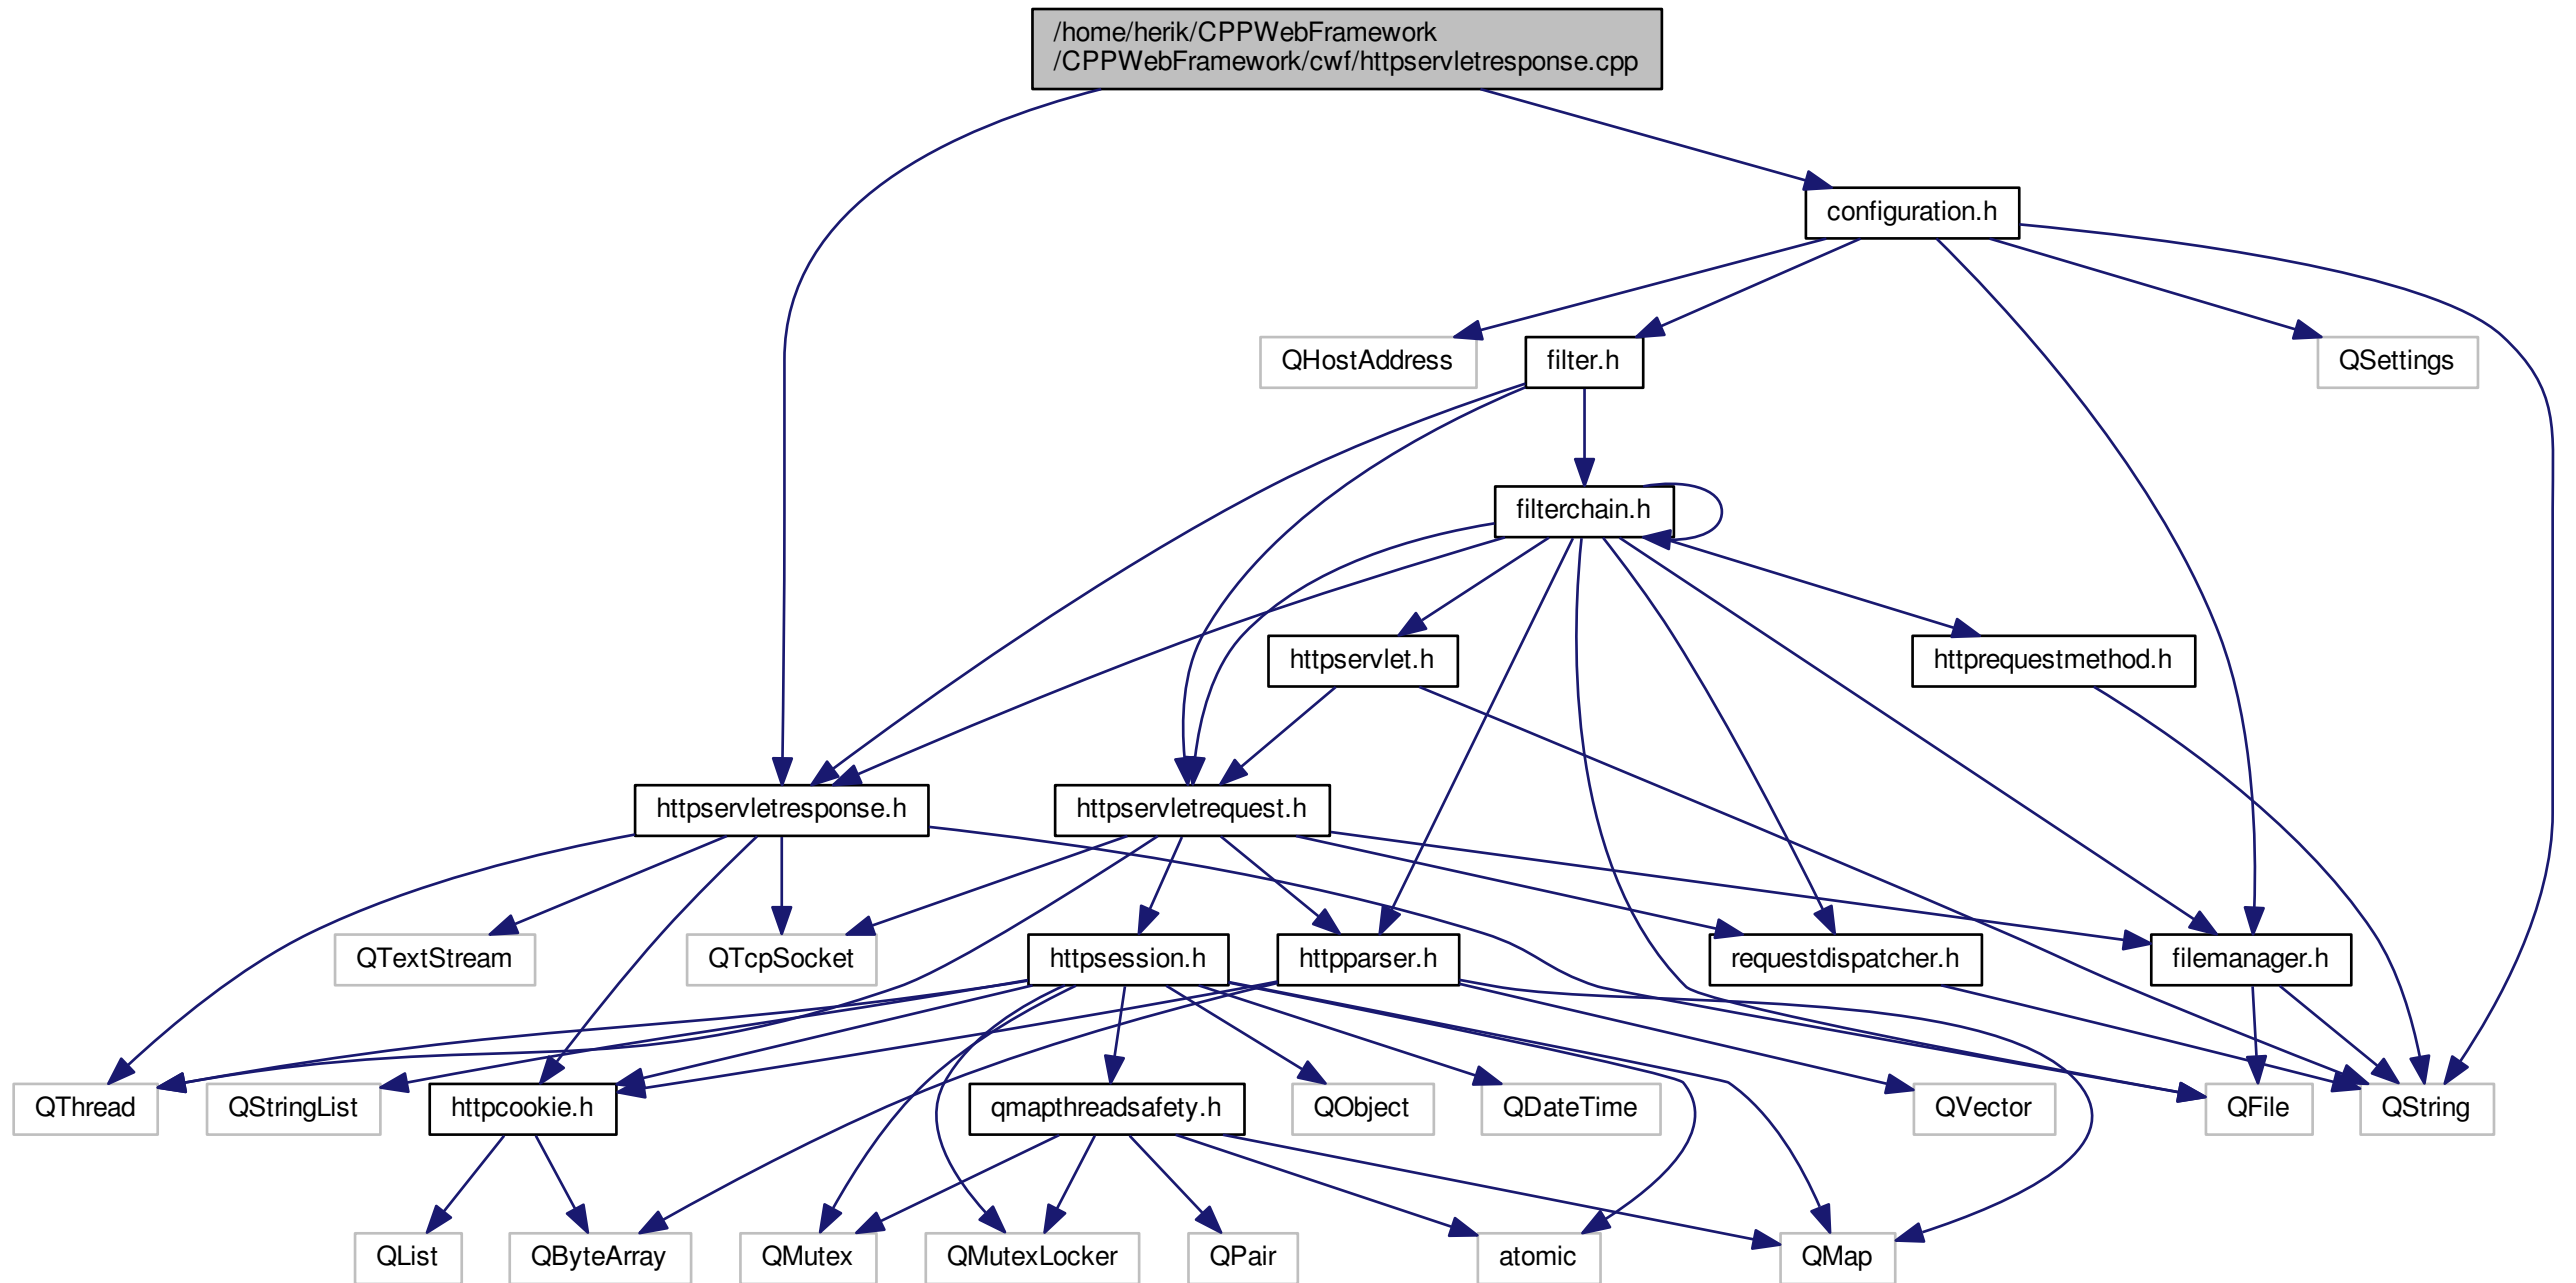 /home/herik/CPPWebFramework
/CPPWebFramework/cwf/httpservletresponse.cpp
configuration.h
QHostAddress
filter.h
QSettings
filterchain.h
httpservlet.h
httprequestmethod.h
httpservletresponse.h
httpservletrequest.h
QTextStream
QTcpSocket
httpsession.h
httpparser.h
requestdispatcher.h
filemanager.h
QThread
QStringList
httpcookie.h
qmapthreadsafety.h
QObject
QDateTime
QVector
QFile
QString
QList
QByteArray
QMutex
QMutexLocker
QPair
atomic
QMap